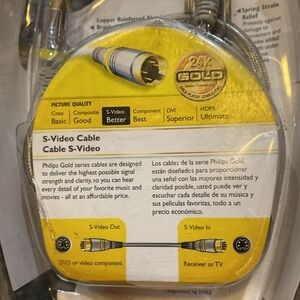 Copper Reinforced
Spring Strain
Relief
24K
GOLD
PICTURE QUALITY
Coax Composite S-Video Component DVI HDMI
Basic Good Better Best Superior Ultimate
S-Video Cable
Cable S-Video
Philips Gold series cables are designed
to deliver the highest possible signal
strength and clarity, so you can hear
every detail of your favorite music and
movies - all at an affordable price.
Los cables de la serie Philips Gold
están diseñados para proporcionar
una señal con las mayores intensidad y
claridad posible, usted puede ver y
escuchar cada detalle de su música y
sus películas favoritas, todo a un
precio económico.
S-Video Out
DVD or video component
S-Video In
Receiver or TV